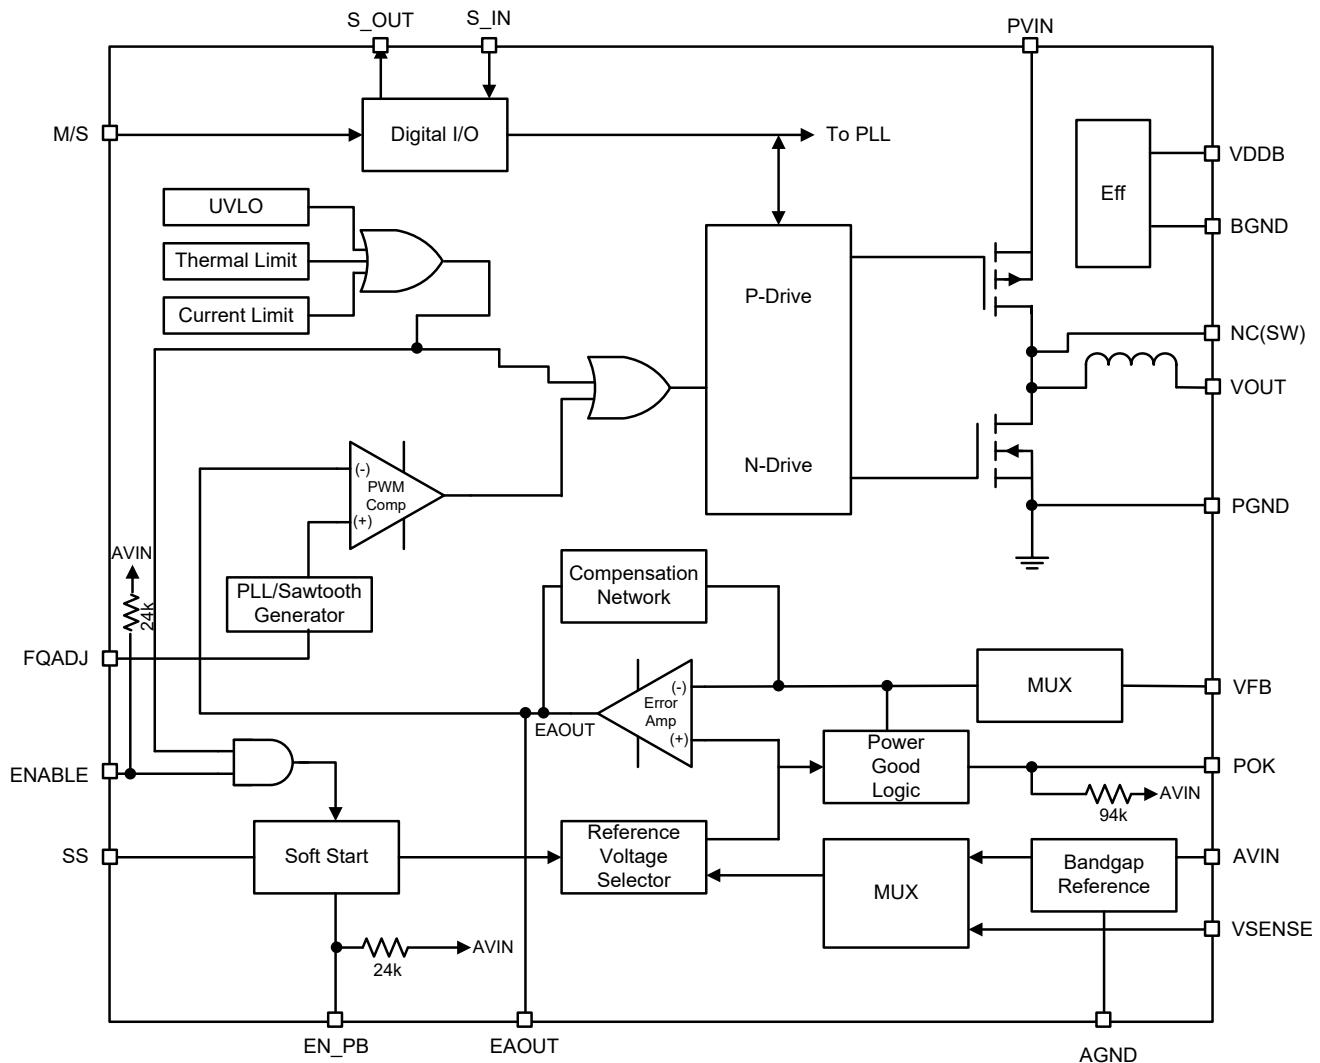 S_OUT
S_IN
PVIN
M/S
Digital I/O
To PLL
VDDB
Eff
UVLO
BGND
Thermal Limit
P-Drive
Current Limit
NC(SW)
VOUT
(-)
PWM
Comp
(+)
N-Drive
PGND
AVIN
24k
PLL/Sawtooth
Generator
Compensation
Network
FQADJ
(-)
Error
Amp
(+)
MUX
VFB
EAOUT
Power
Good
Logic
POK
ENABLE
AVIN
94k
SS
Soft Start
Reference
Voltage
Selector
MUX
Bandgap
Reference
AVIN
VSENSE
AVIN
24k
EN_PB
EAOUT
AGND